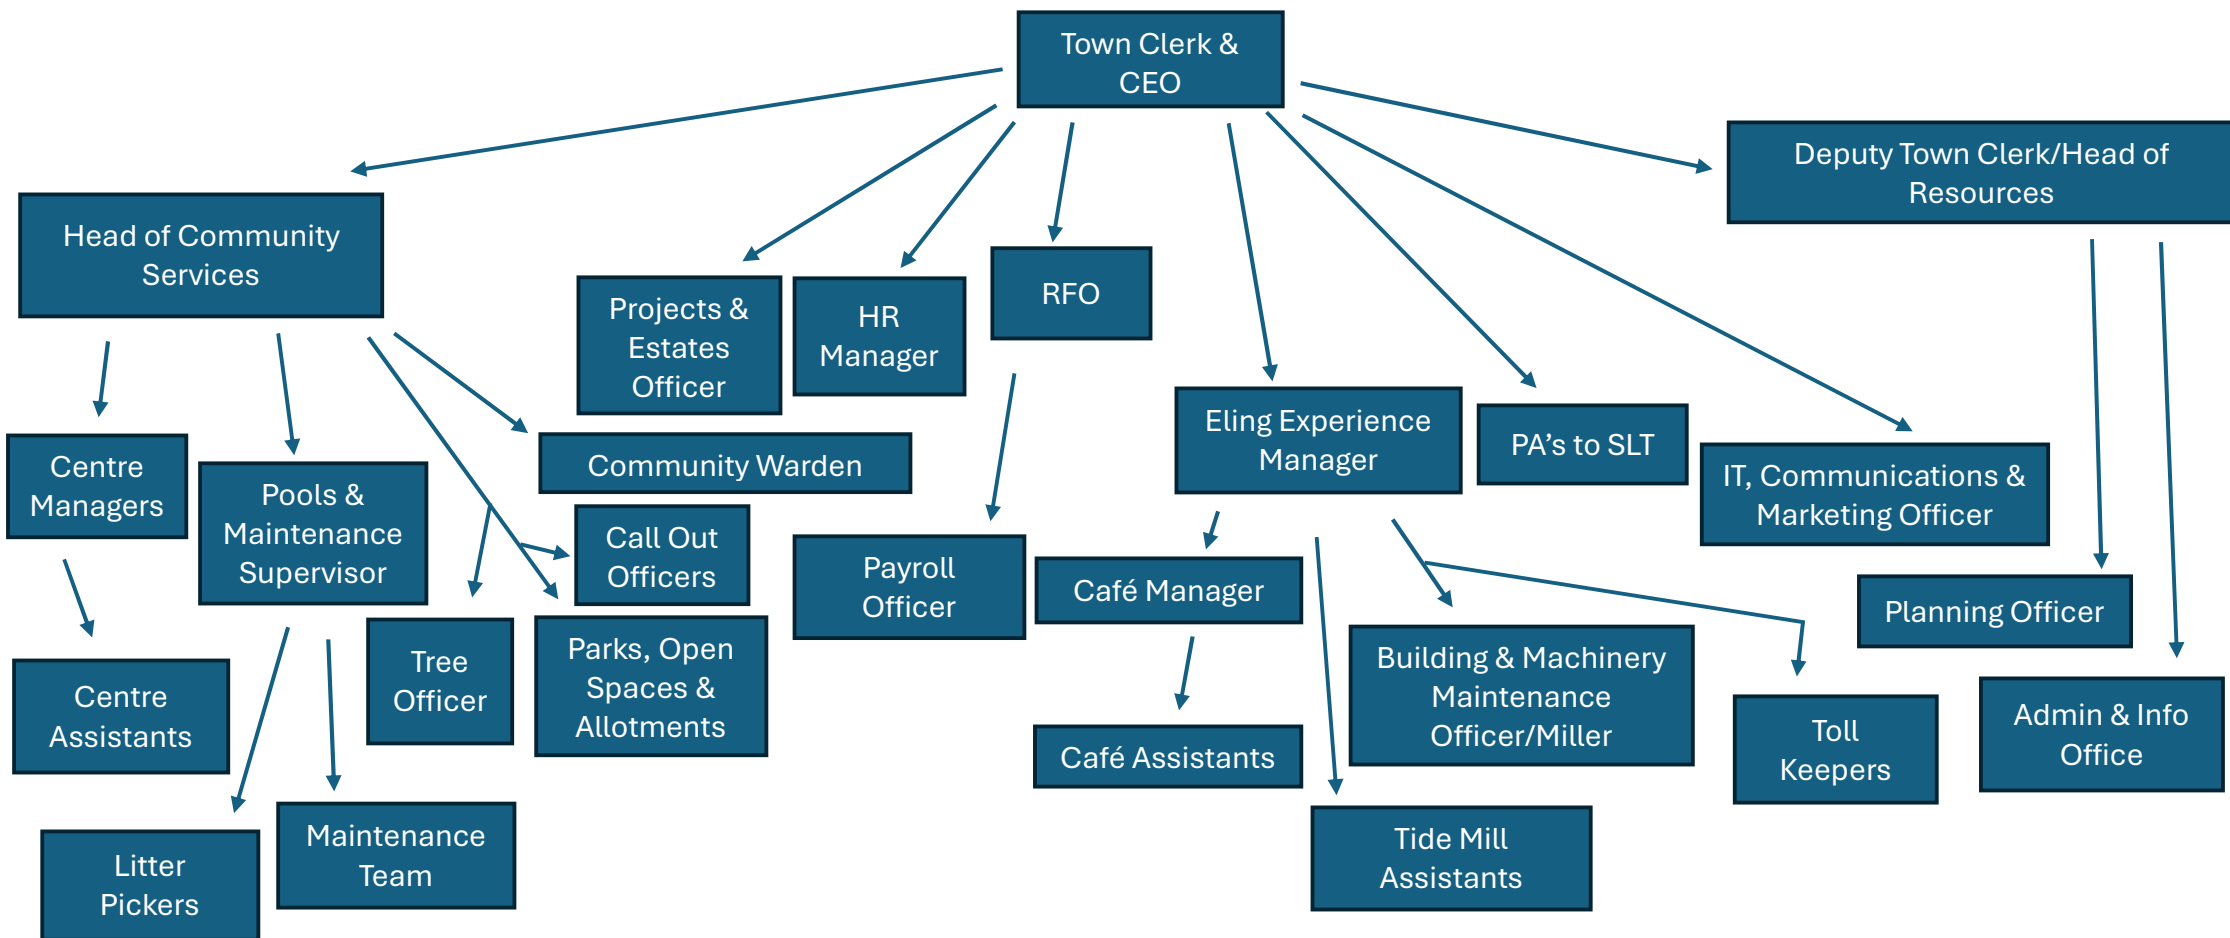 Town Clerk &
CEO
Deputy Town Clerk/Head of
Resources
Head of Community
Services
Projects &
Estates
Officer
HR
Manager
RFO
Eling Experience
Manager
PA’s to SLT
IT, Communications &
Marketing Officer
Centre
Managers
Pools &
Maintenance
Supervisor
Community Warden
Call Out
Officers
Payroll
Officer
Café Manager
Planning Officer
Tree
Officer
Parks, Open
Spaces &
Allotments
Building & Machinery
Maintenance
Officer/Miller
Toll
Keepers
Admin & Info
Office
Centre
Assistants
Café Assistants
Litter
Pickers
Maintenance
Team
Tide Mill
Assistants